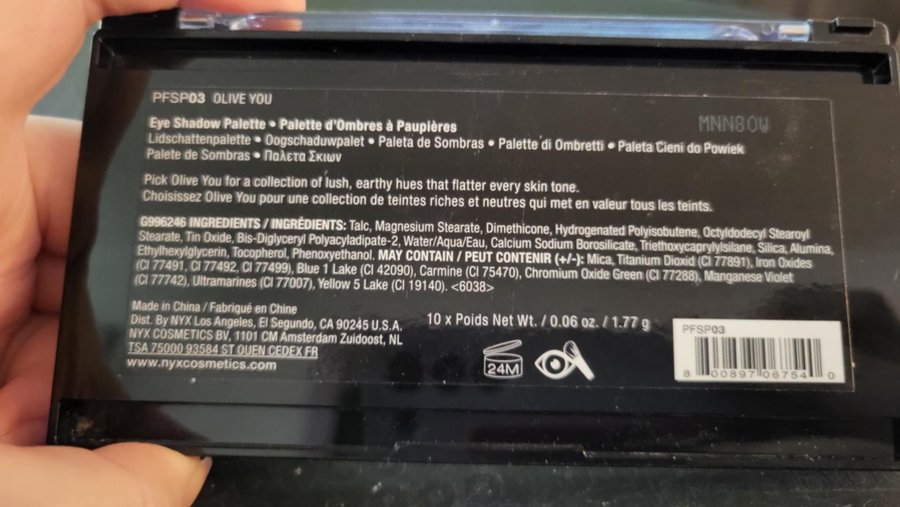 PFSP03 OLIVE YOU
MNN80W
Eye Shadow Palette • Palette d'Ombres à Paupières
Lidschattenpalette • Oogschaduwpalet • Paleta de Sombras • Palette di Ombretti • Paleta Cieni do Powiek
Palete de Sombras • Παλετα Σκιων
Pick Olive You for a collection of lush, earthy hues that flatter every skin tone.
Choisissez Olive You pour une collection de teintes riches et neutres qui met en valeur tous les teints.
G996246 INGREDIENTS / INGRÉDIENTS: Talc, Magnesium Stearate, Dimethicone, Hydrogenated Polyisobutene, Octyldodecyl Stearoyl
Stearate, Tin Oxide, Bis-Diglyceryl Polyacyladipate-2, Water/Aqua/Eau, Calcium Sodium Borosilicate, Triethoxycaprylylsilane, Silica, Alumina,
Ethylhexylglycerin, Tocopherol, Phenoxyethanol. MAY CONTAIN / PEUT CONTENIR (+/-): Mica, Titanium Dioxid (CI 77891), Iron Oxides
(CI 77491, CI 77492, CI 77499), Blue 1 Lake (CI 42090), Carmine (CI 75470), Chromium Oxide Green (CI 77288), Manganese Violet
(CI 77742), Ultramarines (CI 77007), Yellow 5 Lake (CI 19140). <6038>
Made in China / Fabriqué en Chine
Dist. By NYX Los Angeles, El Segundo, CA 90245 U.S.A.
NYX COSMETICS BV, 1101 CM Amsterdam Zuidoost, NL
TSA 75000 93584 ST OUEN CEDEX FR
www.nyxcosmetics.com
10 x Poids Net Wt. / 0.06 oz. / 1.77 g
24M
PFSP03
8 00897 06754 0